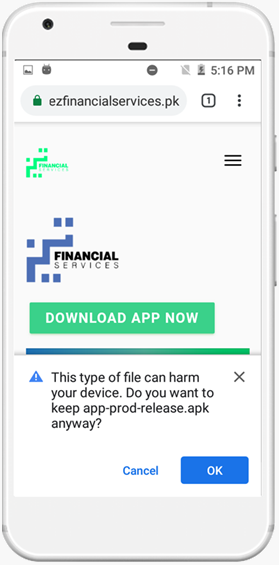 5:16 PM
ezfinancialservices.pk
1
FINANCIAL
SERVICES
FINANCIAL
SERVICES
DOWNLOAD APP NOW
This type of file can harm
your device. Do you want to
keep app-prod-release.apk
anyway?
Cancel
OK